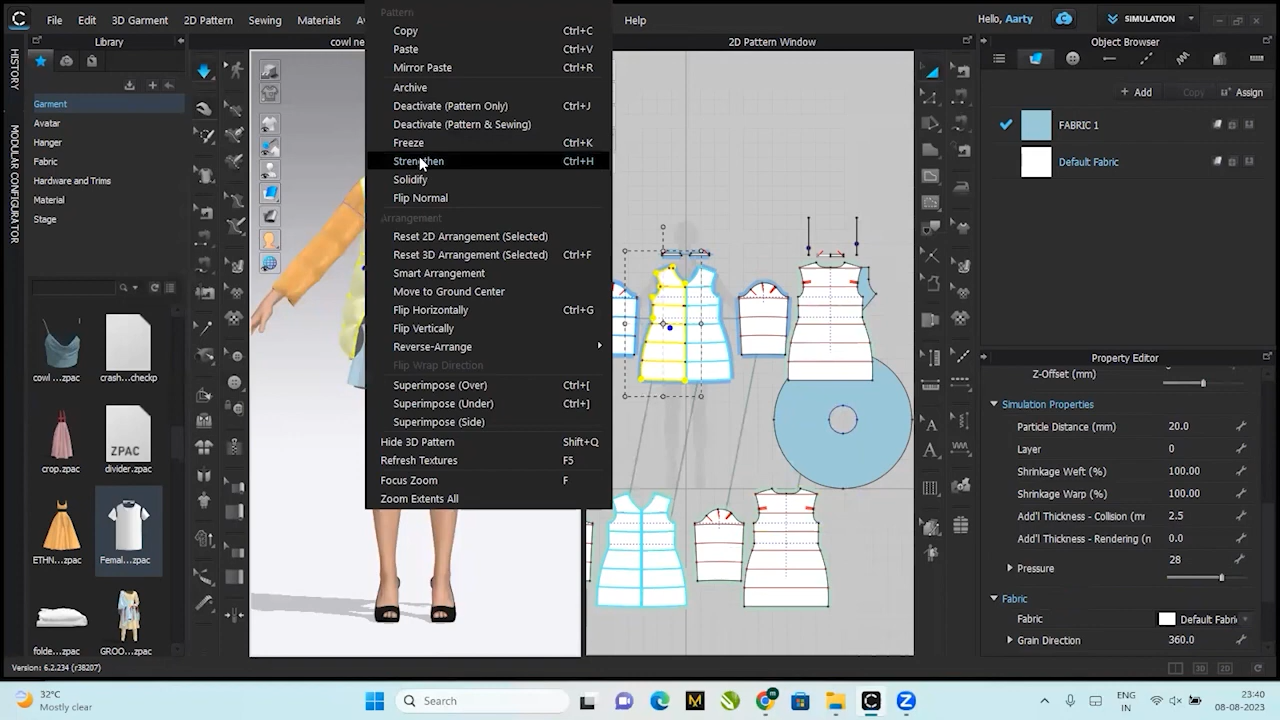 File
Edit
3D Garment
2D Pattern
Sewing
Materials
Help
Hello, Aarty
SIMULATION
Library
cowl ne
2D Pattern Window
Object Browser
HISTORY
MODULAR CONFIGURATOR
Garment
Avatar
Hanger
Fabric
Hardware and Trims
Material
Stage
cowl ...zpac
crash...checkp
crop.zpac
ZPAC
divider.zpac
ETHN...zpac
Femal...zpac
folde...zpac
GROO...zpac
Pattern
Copy Ctrl+C
Paste Ctrl+V
Mirror Paste Ctrl+R
Archive
Deactivate (Pattern Only) Ctrl+J
Deactivate (Pattern & Sewing)
Freeze Ctrl+K
Strengthen Ctrl+H
Solidify
Flip Normal
Arrangement
Reset 2D Arrangement (Selected)
Reset 3D Arrangement (Selected) Ctrl+F
Smart Arrangement
Move to Ground Center
Flip Horizontally Ctrl+G
Flip Vertically
Reverse-Arrange
Flip Wrap Direction
Superimpose (Over) Ctrl+[
Superimpose (Under) Ctrl+]
Superimpose (Side)
Hide 3D Pattern Shift+Q
Refresh Textures F5
Focus Zoom F
Zoom Extents All
+ Add
Copy
Assign
FABRIC 1
Default Fabric
Property Editor
Z-Offset (mm)
Simulation Properties
Particle Distance (mm) 20.0
Layer 0
Shrinkage Weft (%) 100.00
Shrinkage Warp (%) 100.00
Add'l Thickness - Collision (m 2.5
Add'l Thickness - Rendering (n 0.0
Pressure 28
Fabric
Fabric Default Fabri
Grain Direction 360.0
Version: 6.2.234 (r38207)
3D
2D
32°C
Mostly clear
Search
ENG
IN
23:40
08-08-2023